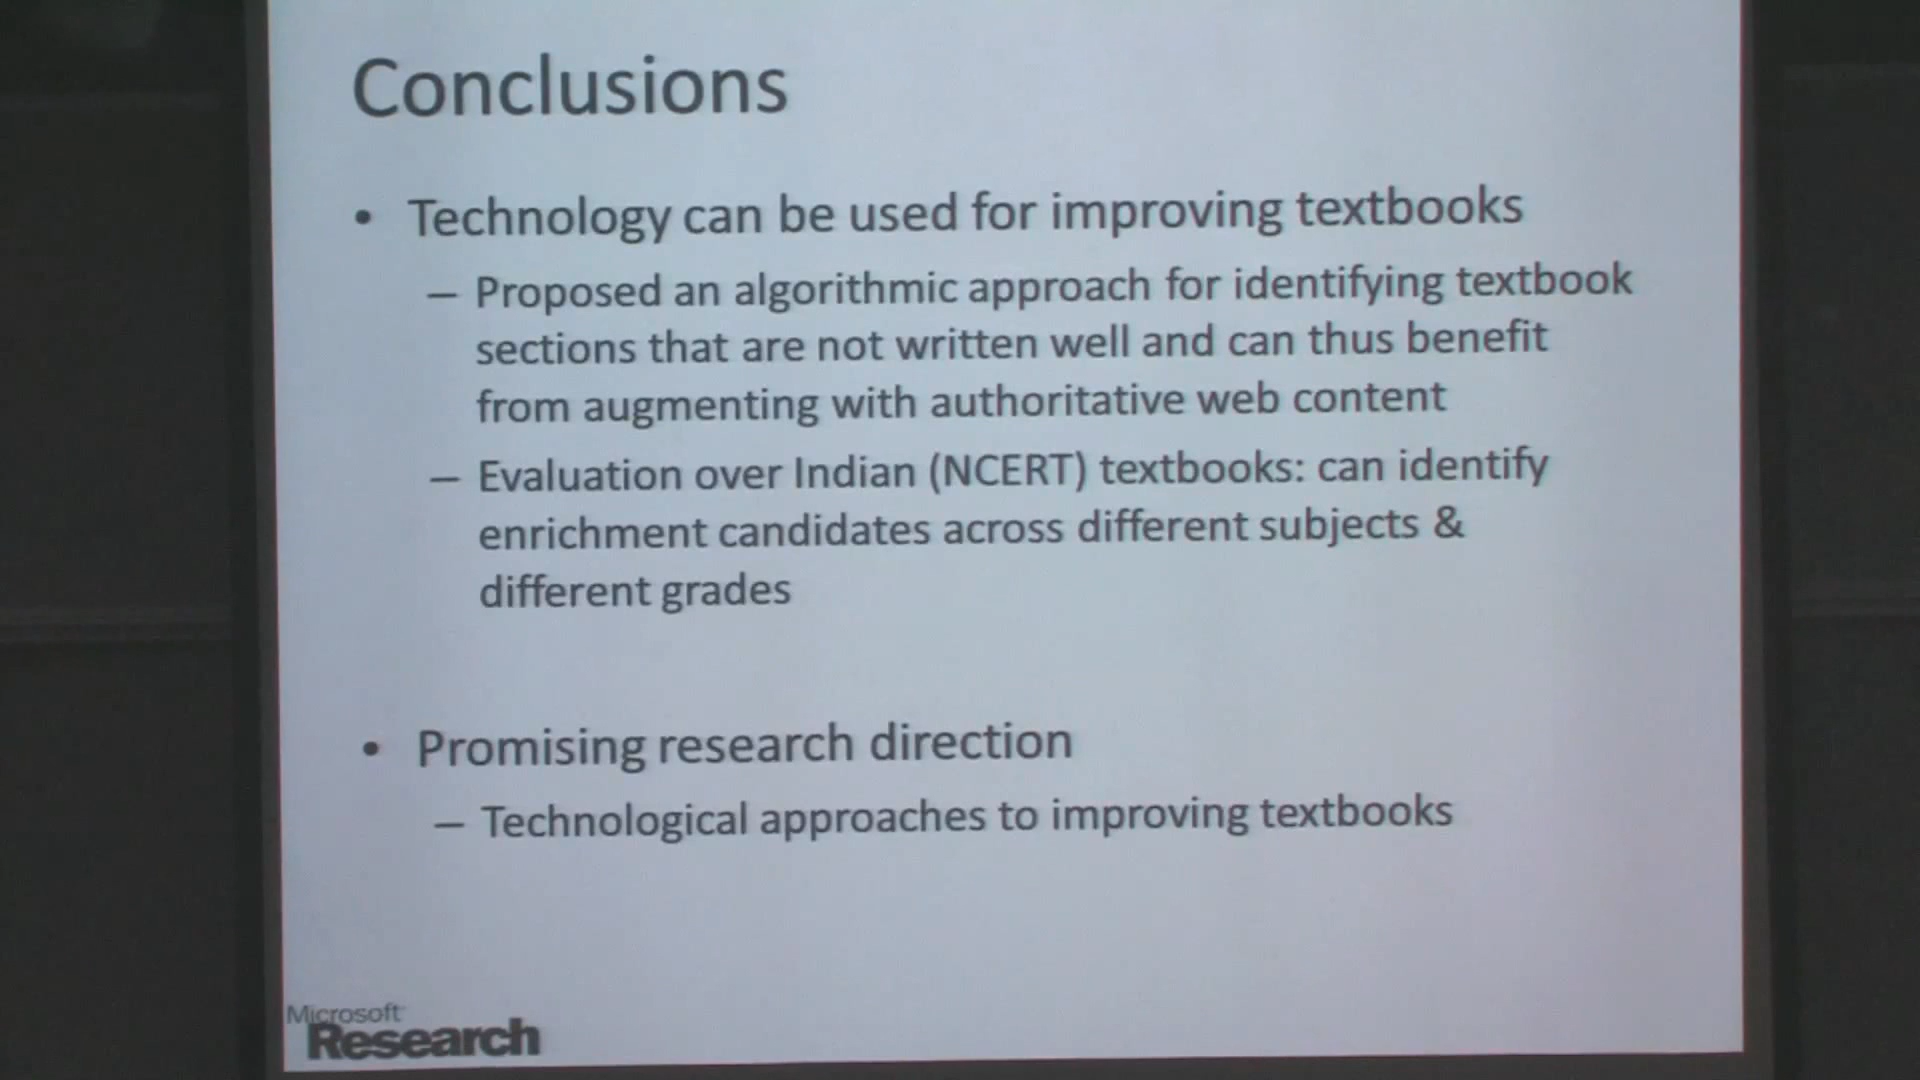 Conclusions
• Technology can be used for improving textbooks
– Proposed an algorithmic approach for identifying textbook
sections that are not written well and can thus benefit
from augmenting with authoritative web content
– Evaluation over Indian (NCERT) textbooks: can identify
enrichment candidates across different subjects &
different grades
• Promising research direction
– Technological approaches to improving textbooks
Microsoft
Research